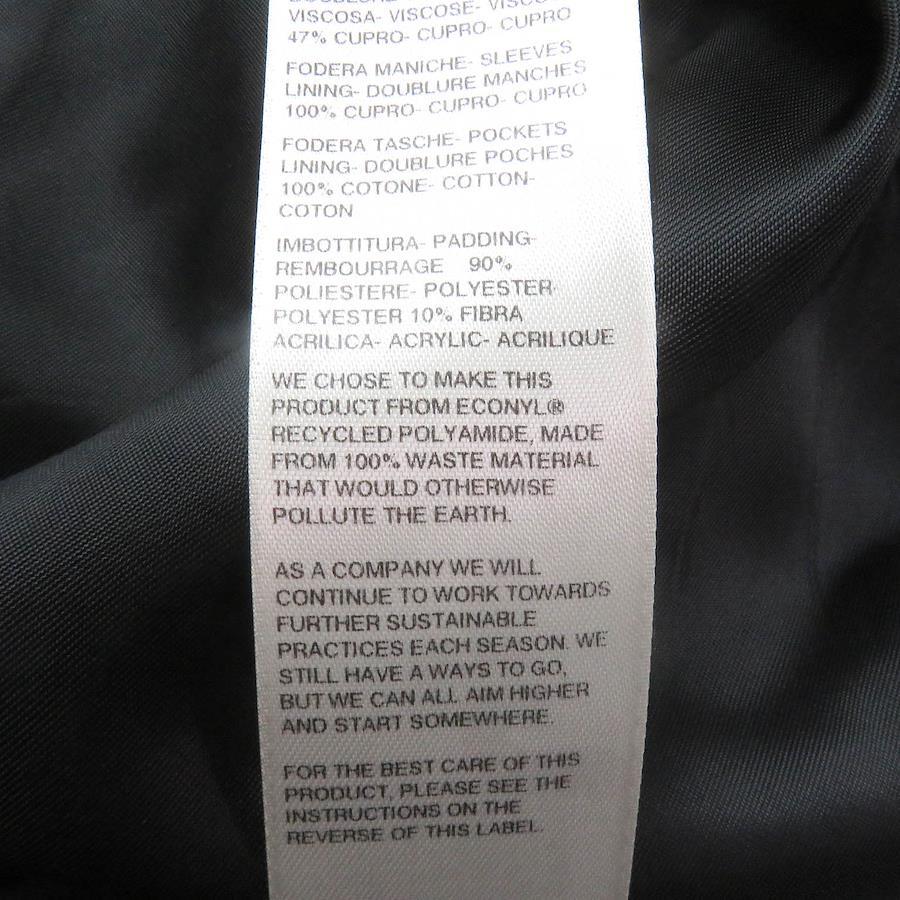 VISCOSA- VISCOSE-
47% CUPRO- CUPRO- CUPRO
FODERA MANICHE- SLEEVES
LINING- DOUBLURE MANCHES
100% CUPRO- CUPRO- CUPRO
FODERA TASCHE- POCKETS
LINING- DOUBLURE POCHES
100% COTONE- COTTON-
COTON
IMBOTTITURA- PADDING-
REMBOURRAGE 90%
POLIESTERE- POLYESTER-
POLYESTER 10% FIBRA
ACRILICA- ACRYLIC- ACRILIQUE
WE CHOSE TO MAKE THIS
PRODUCT FROM ECONYL®
RECYCLED POLYAMIDE, MADE
FROM 100% WASTE MATERIAL
THAT WOULD OTHERWISE
POLLUTE THE EARTH.
AS A COMPANY WE WILL
CONTINUE TO WORK TOWARDS
FURTHER SUSTAINABLE
PRACTICES EACH SEASON. WE
STILL HAVE A WAYS TO GO,
BUT WE CAN ALL AIM HIGHER
AND START SOMEWHERE.
FOR THE BEST CARE OF THIS
PRODUCT, PLEASE SEE THE
INSTRUCTIONS ON THE
REVERSE OF THIS LABEL.